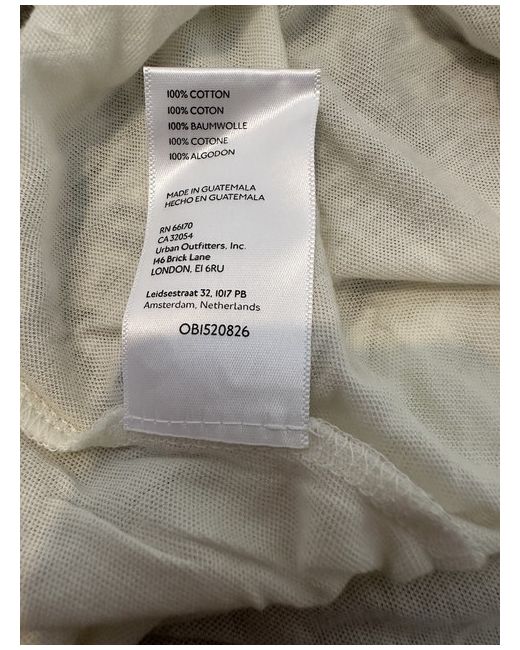 100% COTTON
100% COTON
100% BAUMWOLLE
100% COTONE
100% ALGODON
MADE IN GUATEMALA
HECHO EN GUATEMALA
RN 66170
CA 32054
Urban Outfitters, Inc.
146 Brick Lane
LONDON, E1 6RU
Leidsestraat 32, 1017 PB
Amsterdam, Netherlands
OB1520826